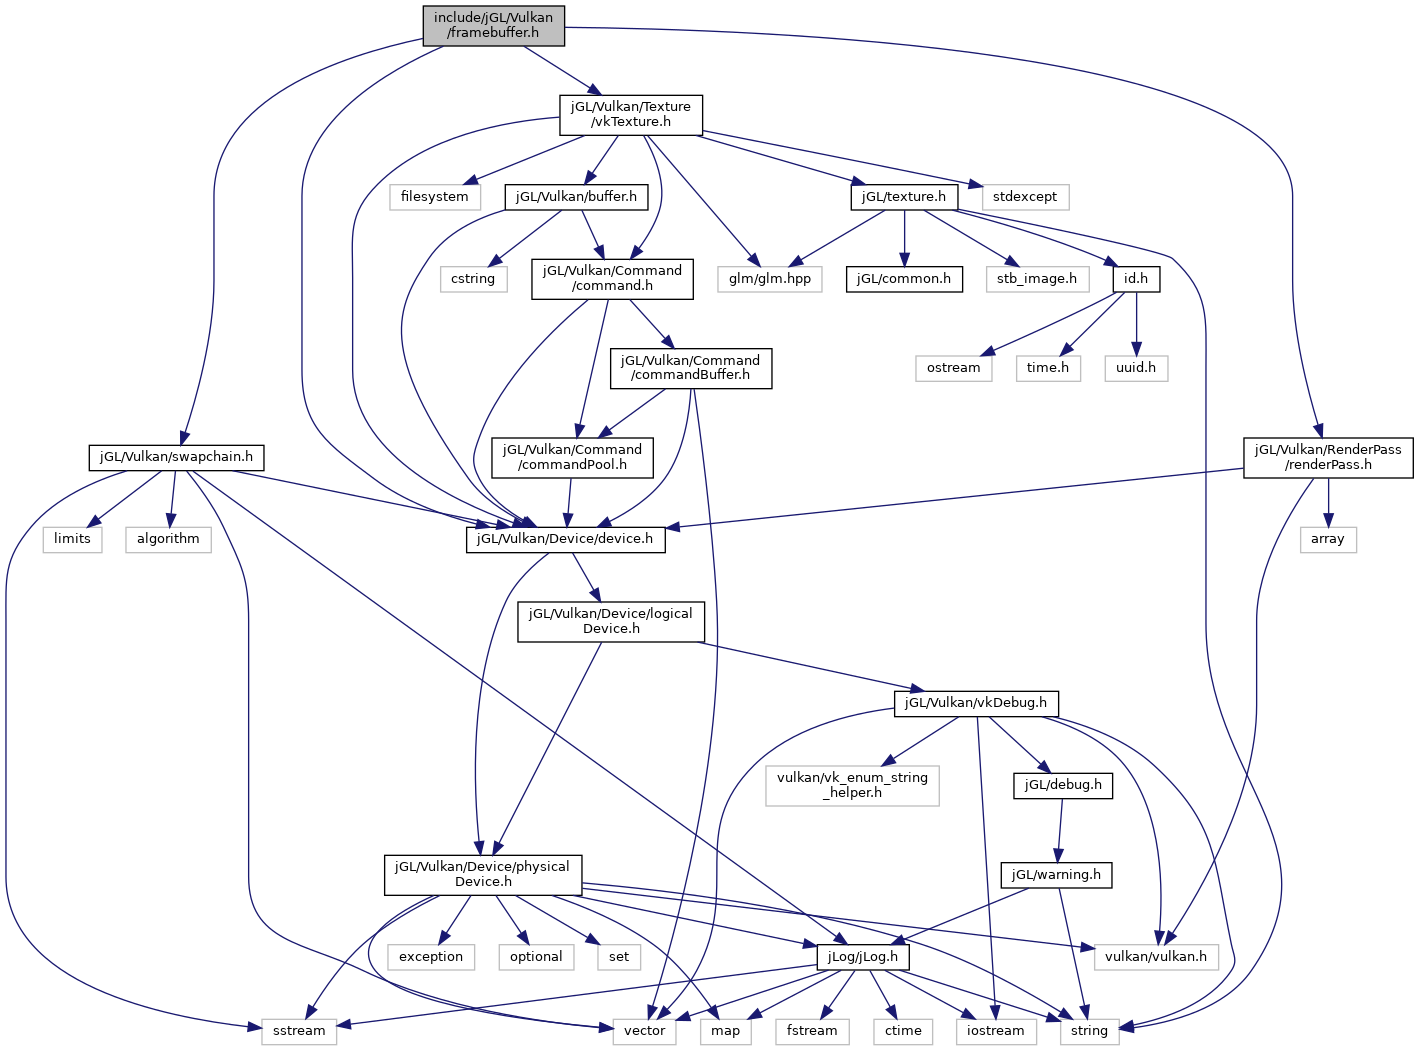 include/jGL/Vulkan
/framebuffer.h
jGL/Vulkan/Texture
/vkTexture.h
filesystem
jGL/Vulkan/buffer.h
jGL/texture.h
stdexcept
cstring
jGL/Vulkan/Command
/command.h
glm/glm.hpp
jGL/common.h
stb_image.h
id.h
jGL/Vulkan/Command
/commandBuffer.h
ostream
time.h
uuid.h
jGL/Vulkan/swapchain.h
jGL/Vulkan/Command
/commandPool.h
jGL/Vulkan/RenderPass
/renderPass.h
limits
algorithm
jGL/Vulkan/Device/device.h
array
jGL/Vulkan/Device/logical
Device.h
jGL/Vulkan/vkDebug.h
vulkan/vk_enum_string
_helper.h
jGL/debug.h
jGL/Vulkan/Device/physical
Device.h
jGL/warning.h
exception
optional
set
jLog/jLog.h
vulkan/vulkan.h
sstream
vector
map
fstream
ctime
iostream
string